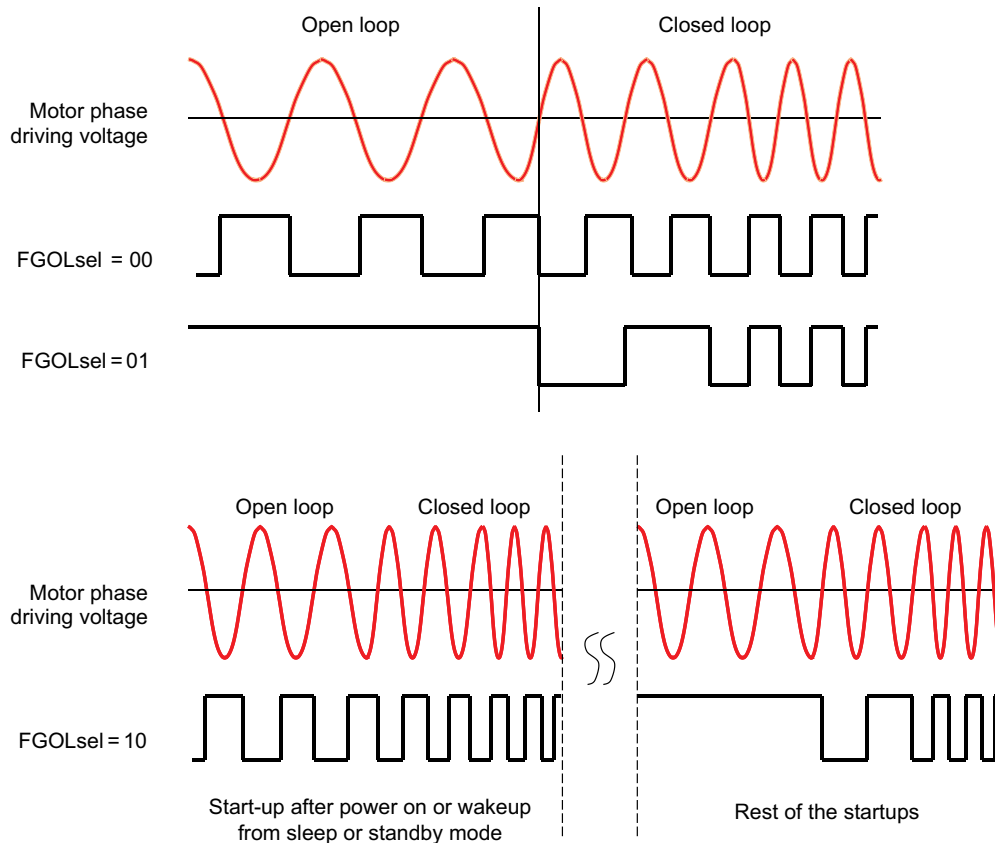 Open loop
Closed loop
Motor phase
driving voltage
FGOLsel = 00
FGOLsel = 01
Open loop
Closed loop
Open loop
Closed loop
Motor phase
driving voltage
FGOLsel = 10
Start-up after power on or wakeup
from sleep or standby mode
Rest of the startups